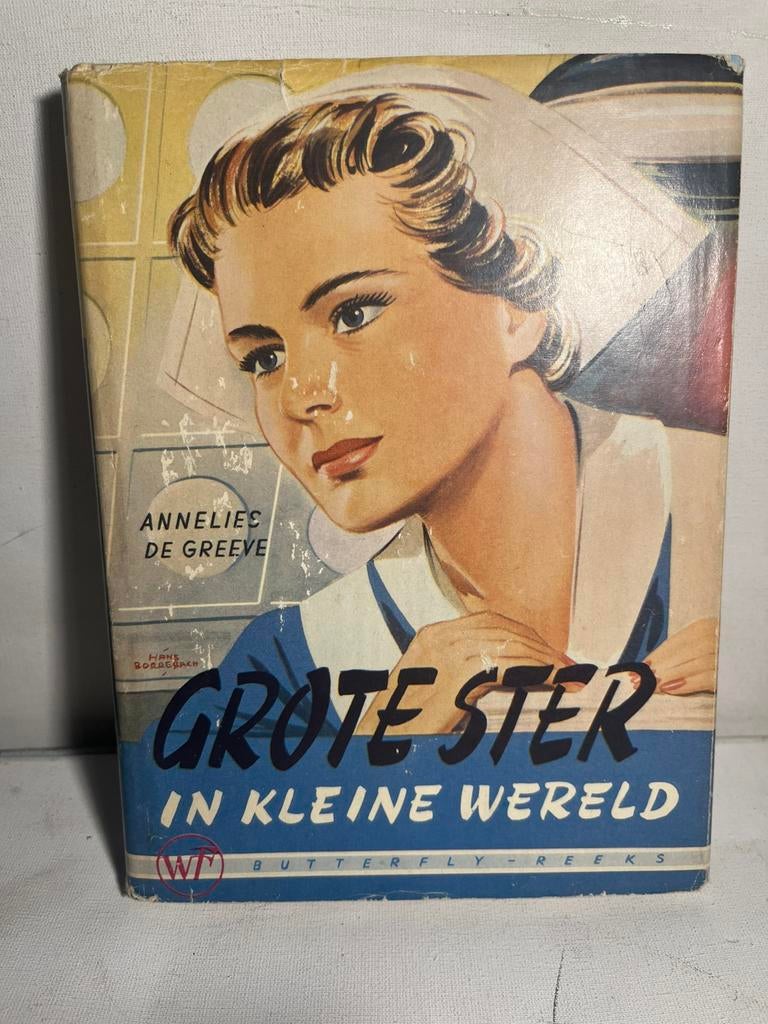 ANNELIES
DE GREEVE
HANS
BORREBACH
GROTE STER
IN KLEINE WERELD
WF
BUTTERFLY-REEKS